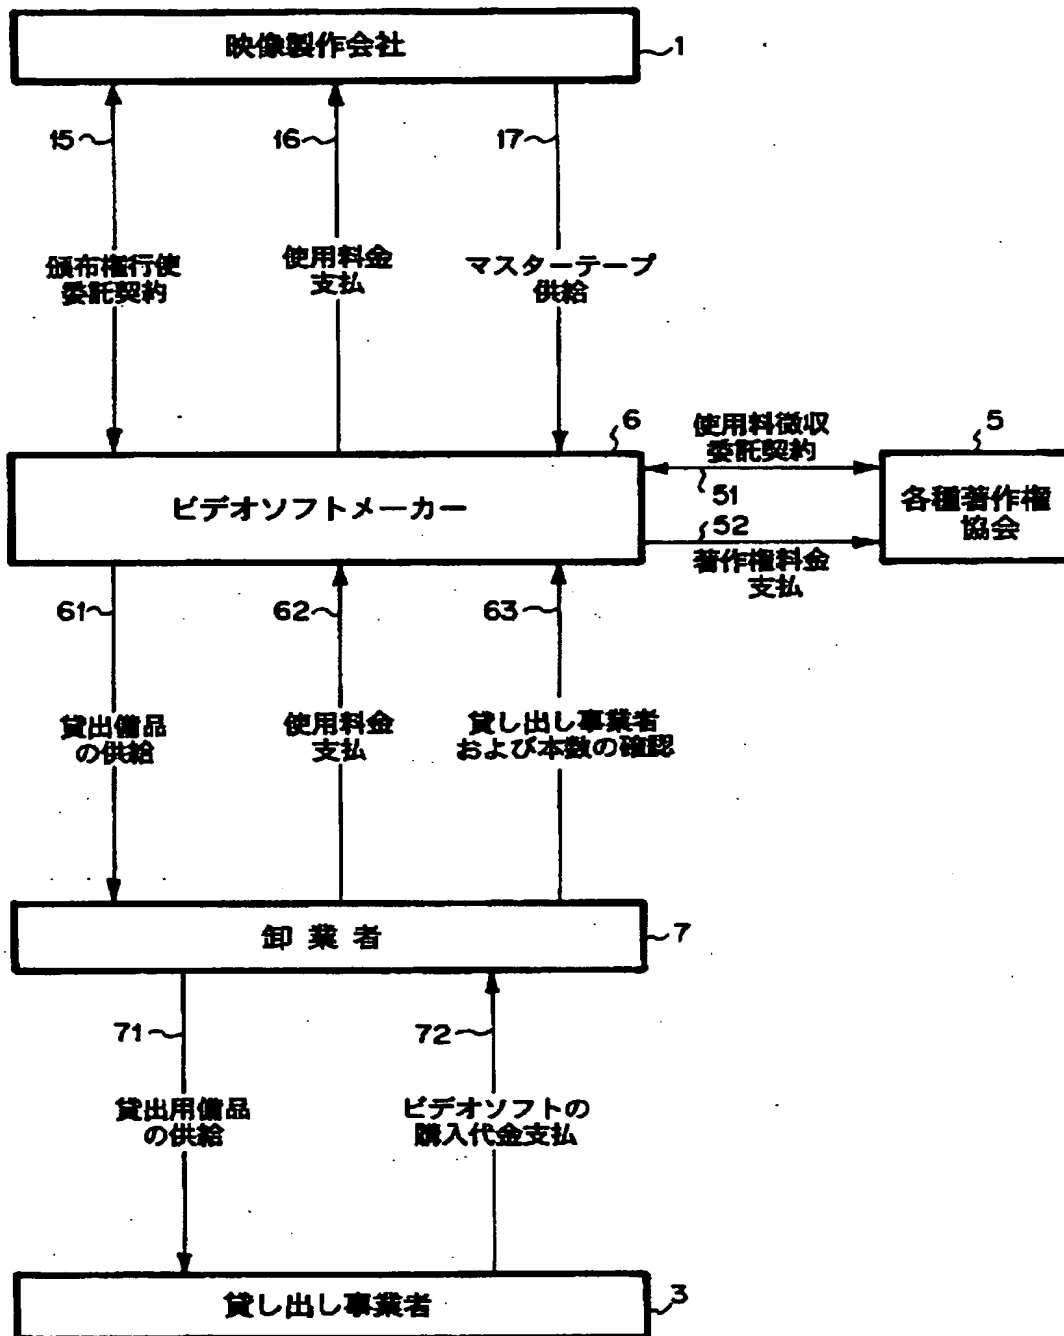 映像製作会社
1
15
16
17
頒布権行使
委託契約
使用料金
支払
マスターテープ
供給
6
使用料徴収
委託契約
5
ビデオソフトメーカー
51
各種著作権
協会
52
著作権料金
支払
61
62
63
貸出備品
の供給
使用料金
支払
貸し出し事業者
および本数の確認
卸業者
7
71
72
貸出用備品
の供給
ビデオソフトの
購入代金支払
貸し出し事業者
3